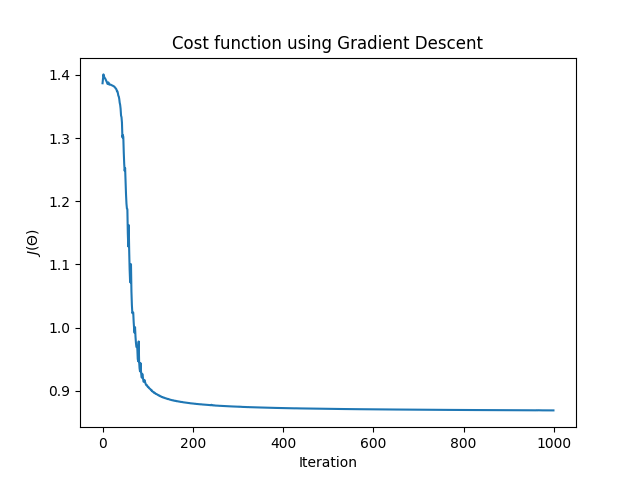 Cost function using Gradient Descent
J(Θ)
1.4
1.3
1.2
1.1
1.0
0.9
0 200 400 600 800 1000
Iteration